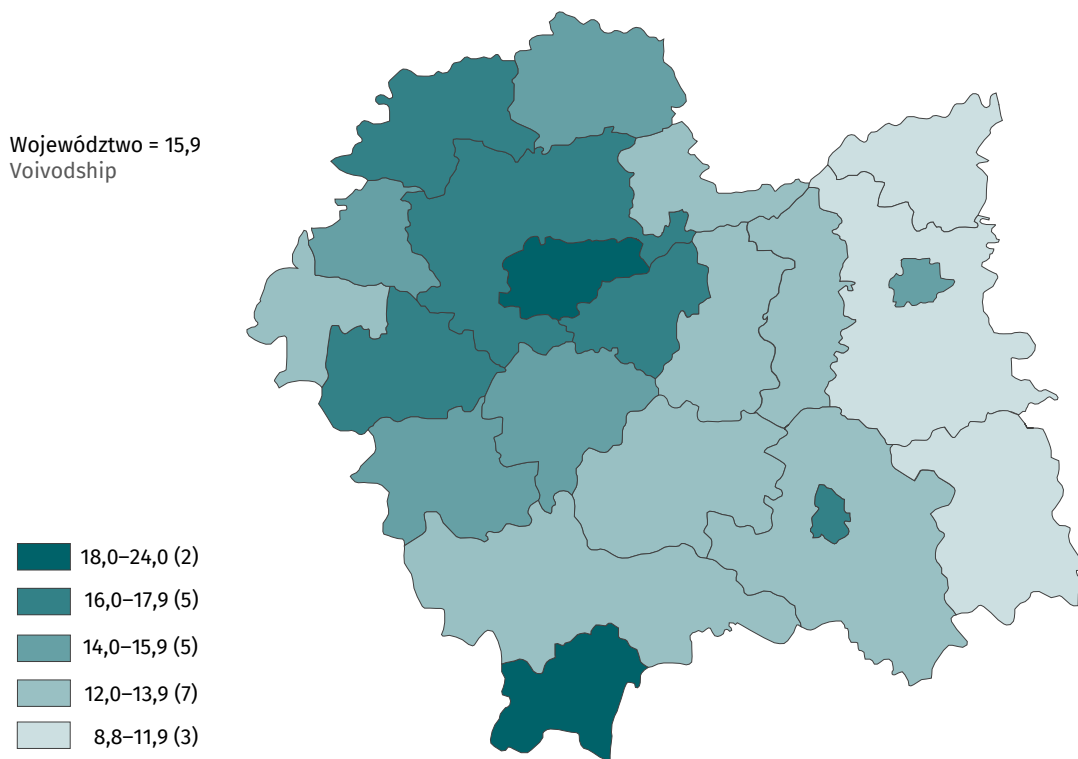 Województwo = 15,9
Voivodship
18,0–24,0 (2)
16,0–17,9 (5)
14,0–15,9 (5)
12,0–13,9 (7)
8,8–11,9 (3)